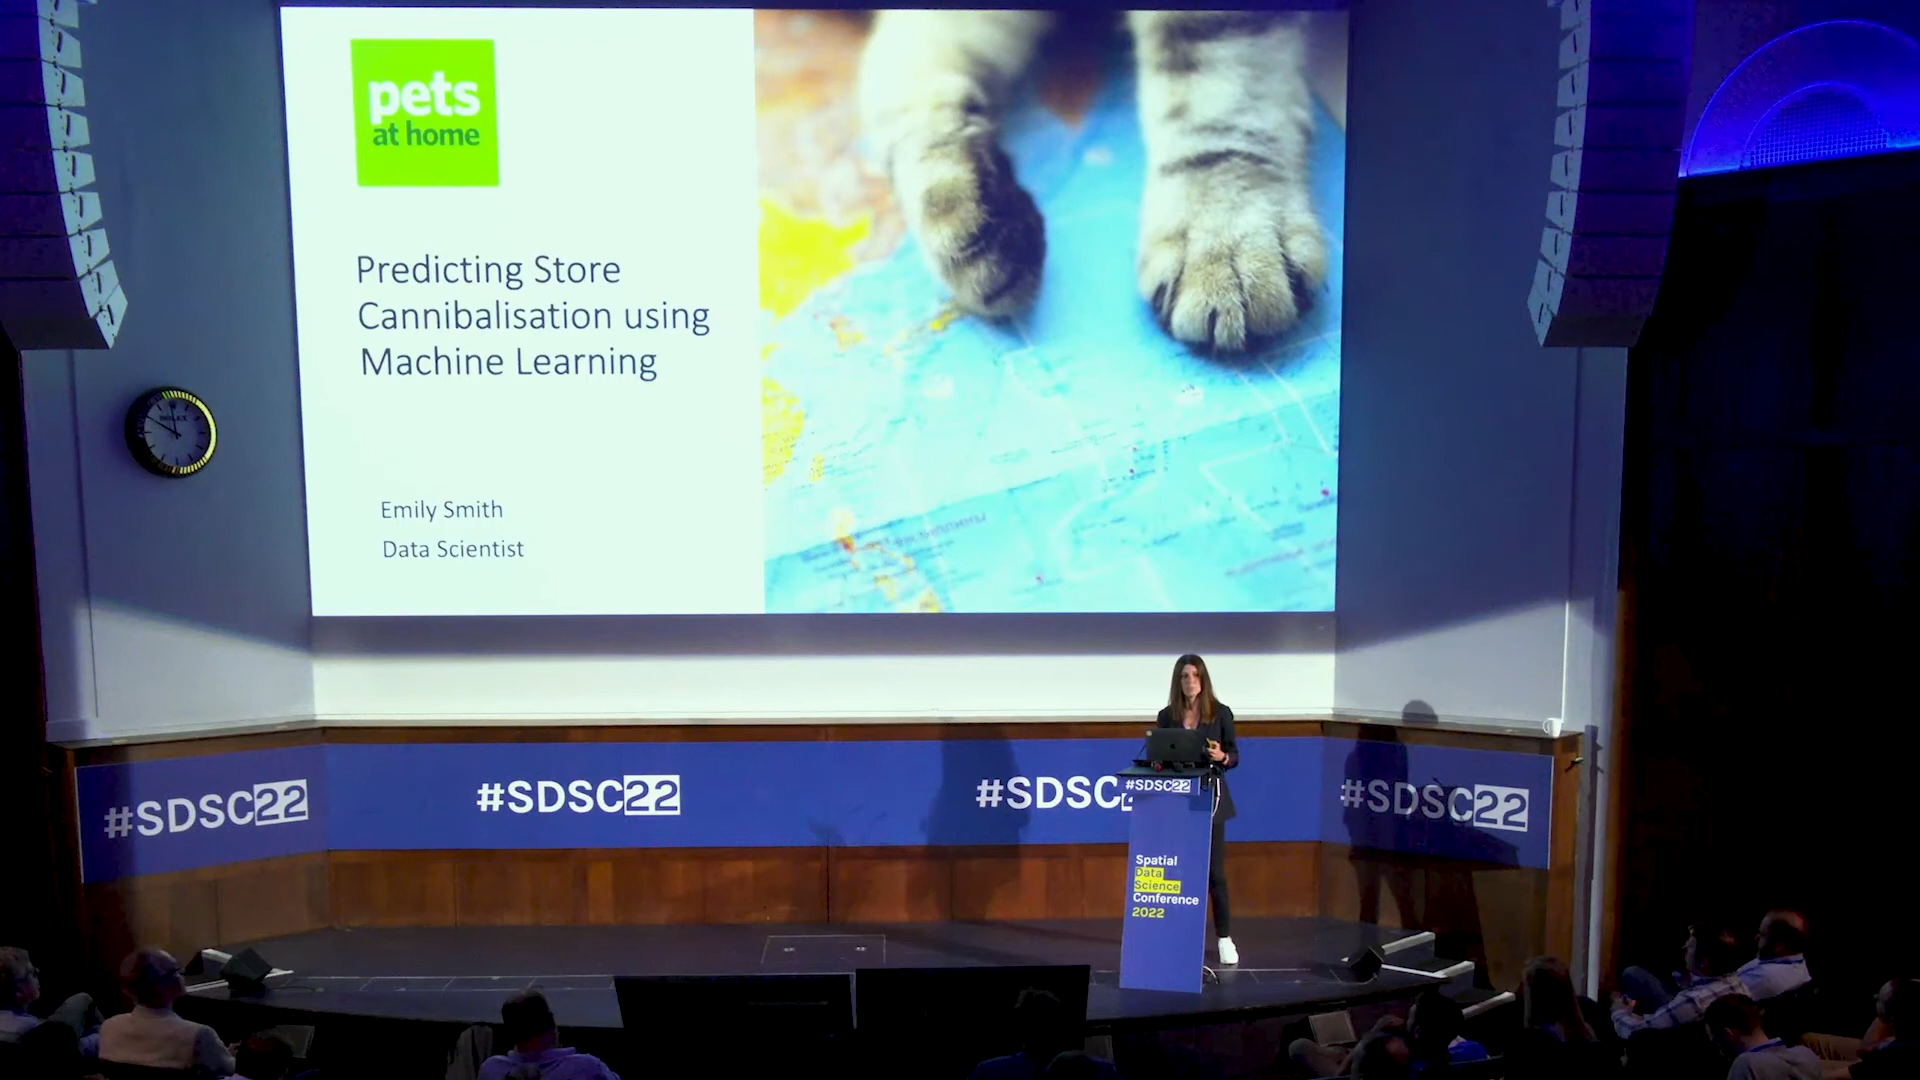 pets
at home
Predicting Store
Cannibalisation using
Machine Learning
Emily Smith
Data Scientist
ROLEX
#SDSC22
#SDSC22
#SDSC
#SDSC22
#SDSC22
Spatial
Data
Science
Conference
2022